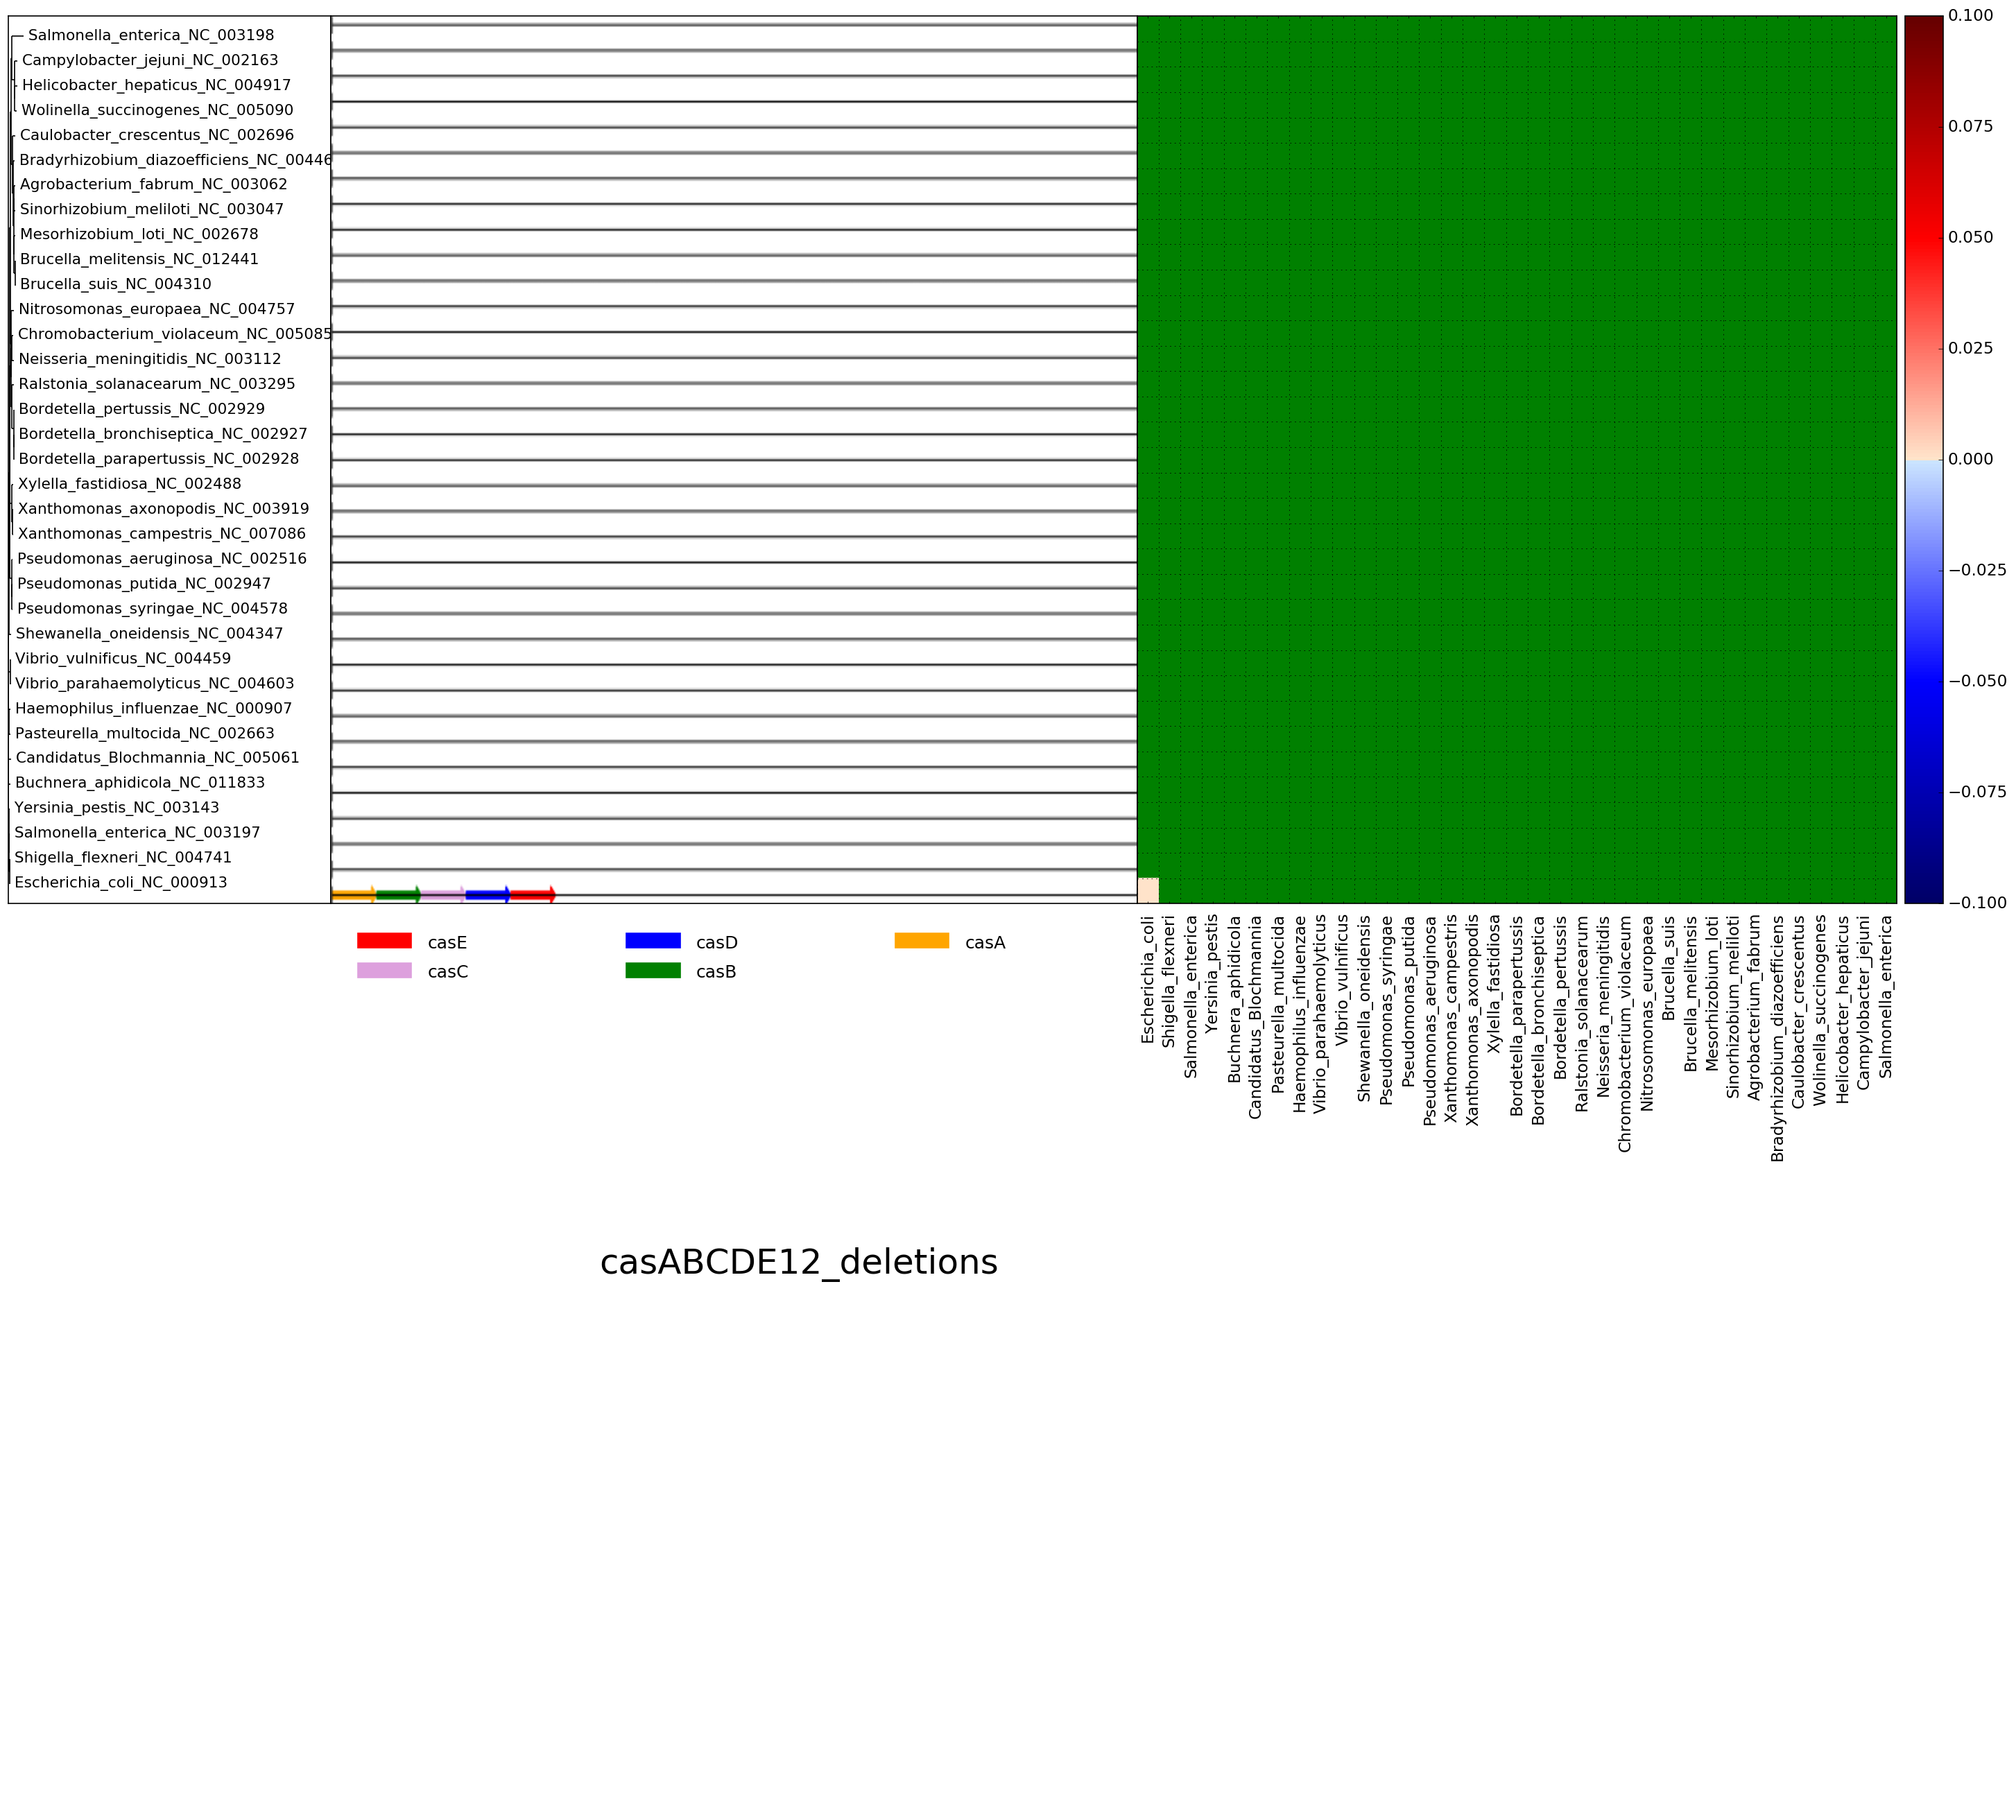 Salmonella_enterica_NC_003198
Campylobacter_jejuni_NC_002163
Helicobacter_hepaticus_NC_004917
Wolinella_succinogenes_NC_005090
Caulobacter_crescentus_NC_002696
Bradyrhizobium_diazoefficiens_NC_00446
Agrobacterium_fabrum_NC_003062
Sinorhizobium_meliloti_NC_003047
Mesorhizobium_loti_NC_002678
Brucella_melitensis_NC_012441
Brucella_suis_NC_004310
Nitrosomonas_europaea_NC_004757
Chromobacterium_violaceum_NC_005085
Neisseria_meningitidis_NC_003112
Ralstonia_solanacearum_NC_003295
Bordetella_pertussis_NC_002929
Bordetella_bronchiseptica_NC_002927
Bordetella_parapertussis_NC_002928
Xylella_fastidiosa_NC_002488
Xanthomonas_axonopodis_NC_003919
Xanthomonas_campestris_NC_007086
Pseudomonas_aeruginosa_NC_002516
Pseudomonas_putida_NC_002947
Pseudomonas_syringae_NC_004578
Shewanella_oneidensis_NC_004347
Vibrio_vulnificus_NC_004459
Vibrio_parahaemolyticus_NC_004603
Haemophilus_influenzae_NC_000907
Pasteurella_multocida_NC_002663
Candidatus_Blochmannia_NC_005061
Buchnera_aphidicola_NC_011833
Yersinia_pestis_NC_003143
Salmonella_enterica_NC_003197
Shigella_flexneri_NC_004741
Escherichia_coli_NC_000913
0.100
0.075
0.050
0.025
0.000
−0.025
−0.050
−0.075
−0.100
casE casD casA
casC casB
Escherichia_coli
Shigella_flexneri
Salmonella_enterica
Yersinia_pestis
Buchnera_aphidicola
Candidatus_Blochmannia
Pasteurella_multocida
Haemophilus_influenzae
Vibrio_parahaemolyticus
Vibrio_vulnificus
Shewanella_oneidensis
Pseudomonas_syringae
Pseudomonas_putida
Pseudomonas_aeruginosa
Xanthomonas_campestris
Xanthomonas_axonopodis
Xylella_fastidiosa
Bordetella_parapertussis
Bordetella_bronchiseptica
Bordetella_pertussis
Ralstonia_solanacearum
Neisseria_meningitidis
Chromobacterium_violaceum
Nitrosomonas_europaea
Brucella_suis
Brucella_melitensis
Mesorhizobium_loti
Sinorhizobium_meliloti
Agrobacterium_fabrum
Bradyrhizobium_diazoefficiens
Caulobacter_crescentus
Wolinella_succinogenes
Helicobacter_hepaticus
Campylobacter_jejuni
Salmonella_enterica
casABCDE12_deletions